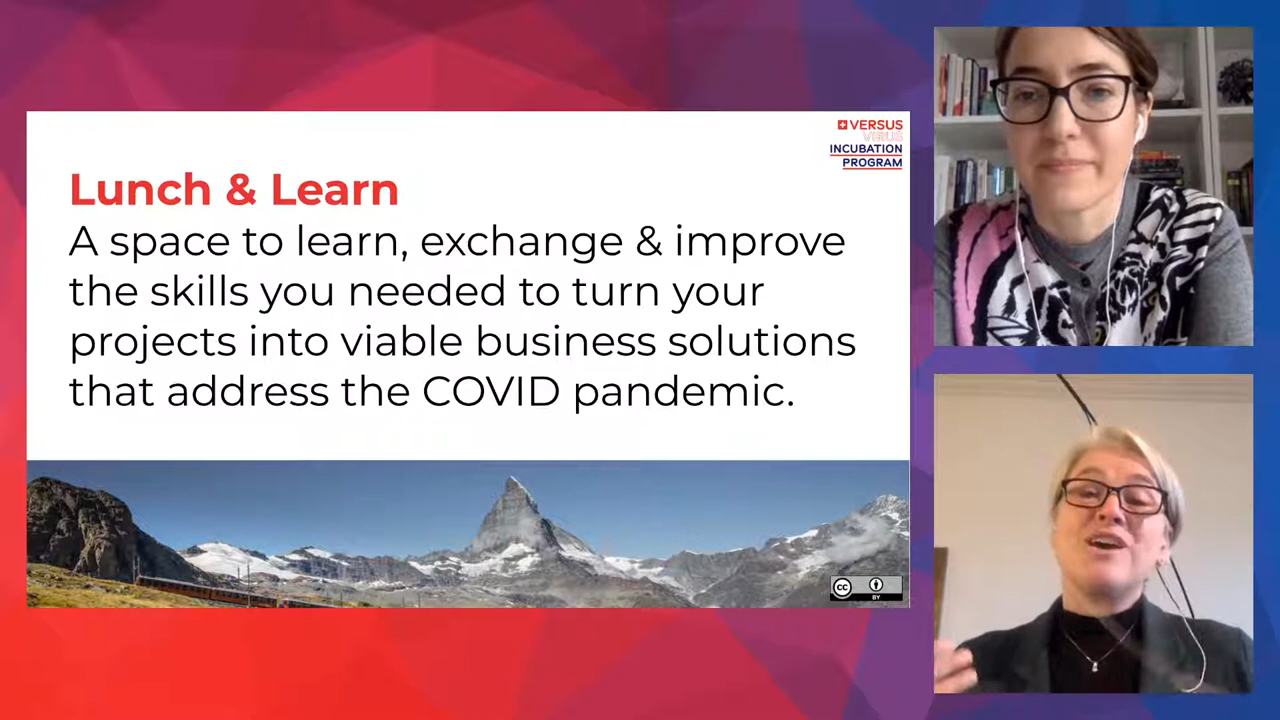 VERSUS
VIRUS
INCUBATION
PROGRAM
Lunch & Learn
A space to learn, exchange & improve
the skills you needed to turn your
projects into viable business solutions
that address the COVID pandemic.
cc
BY